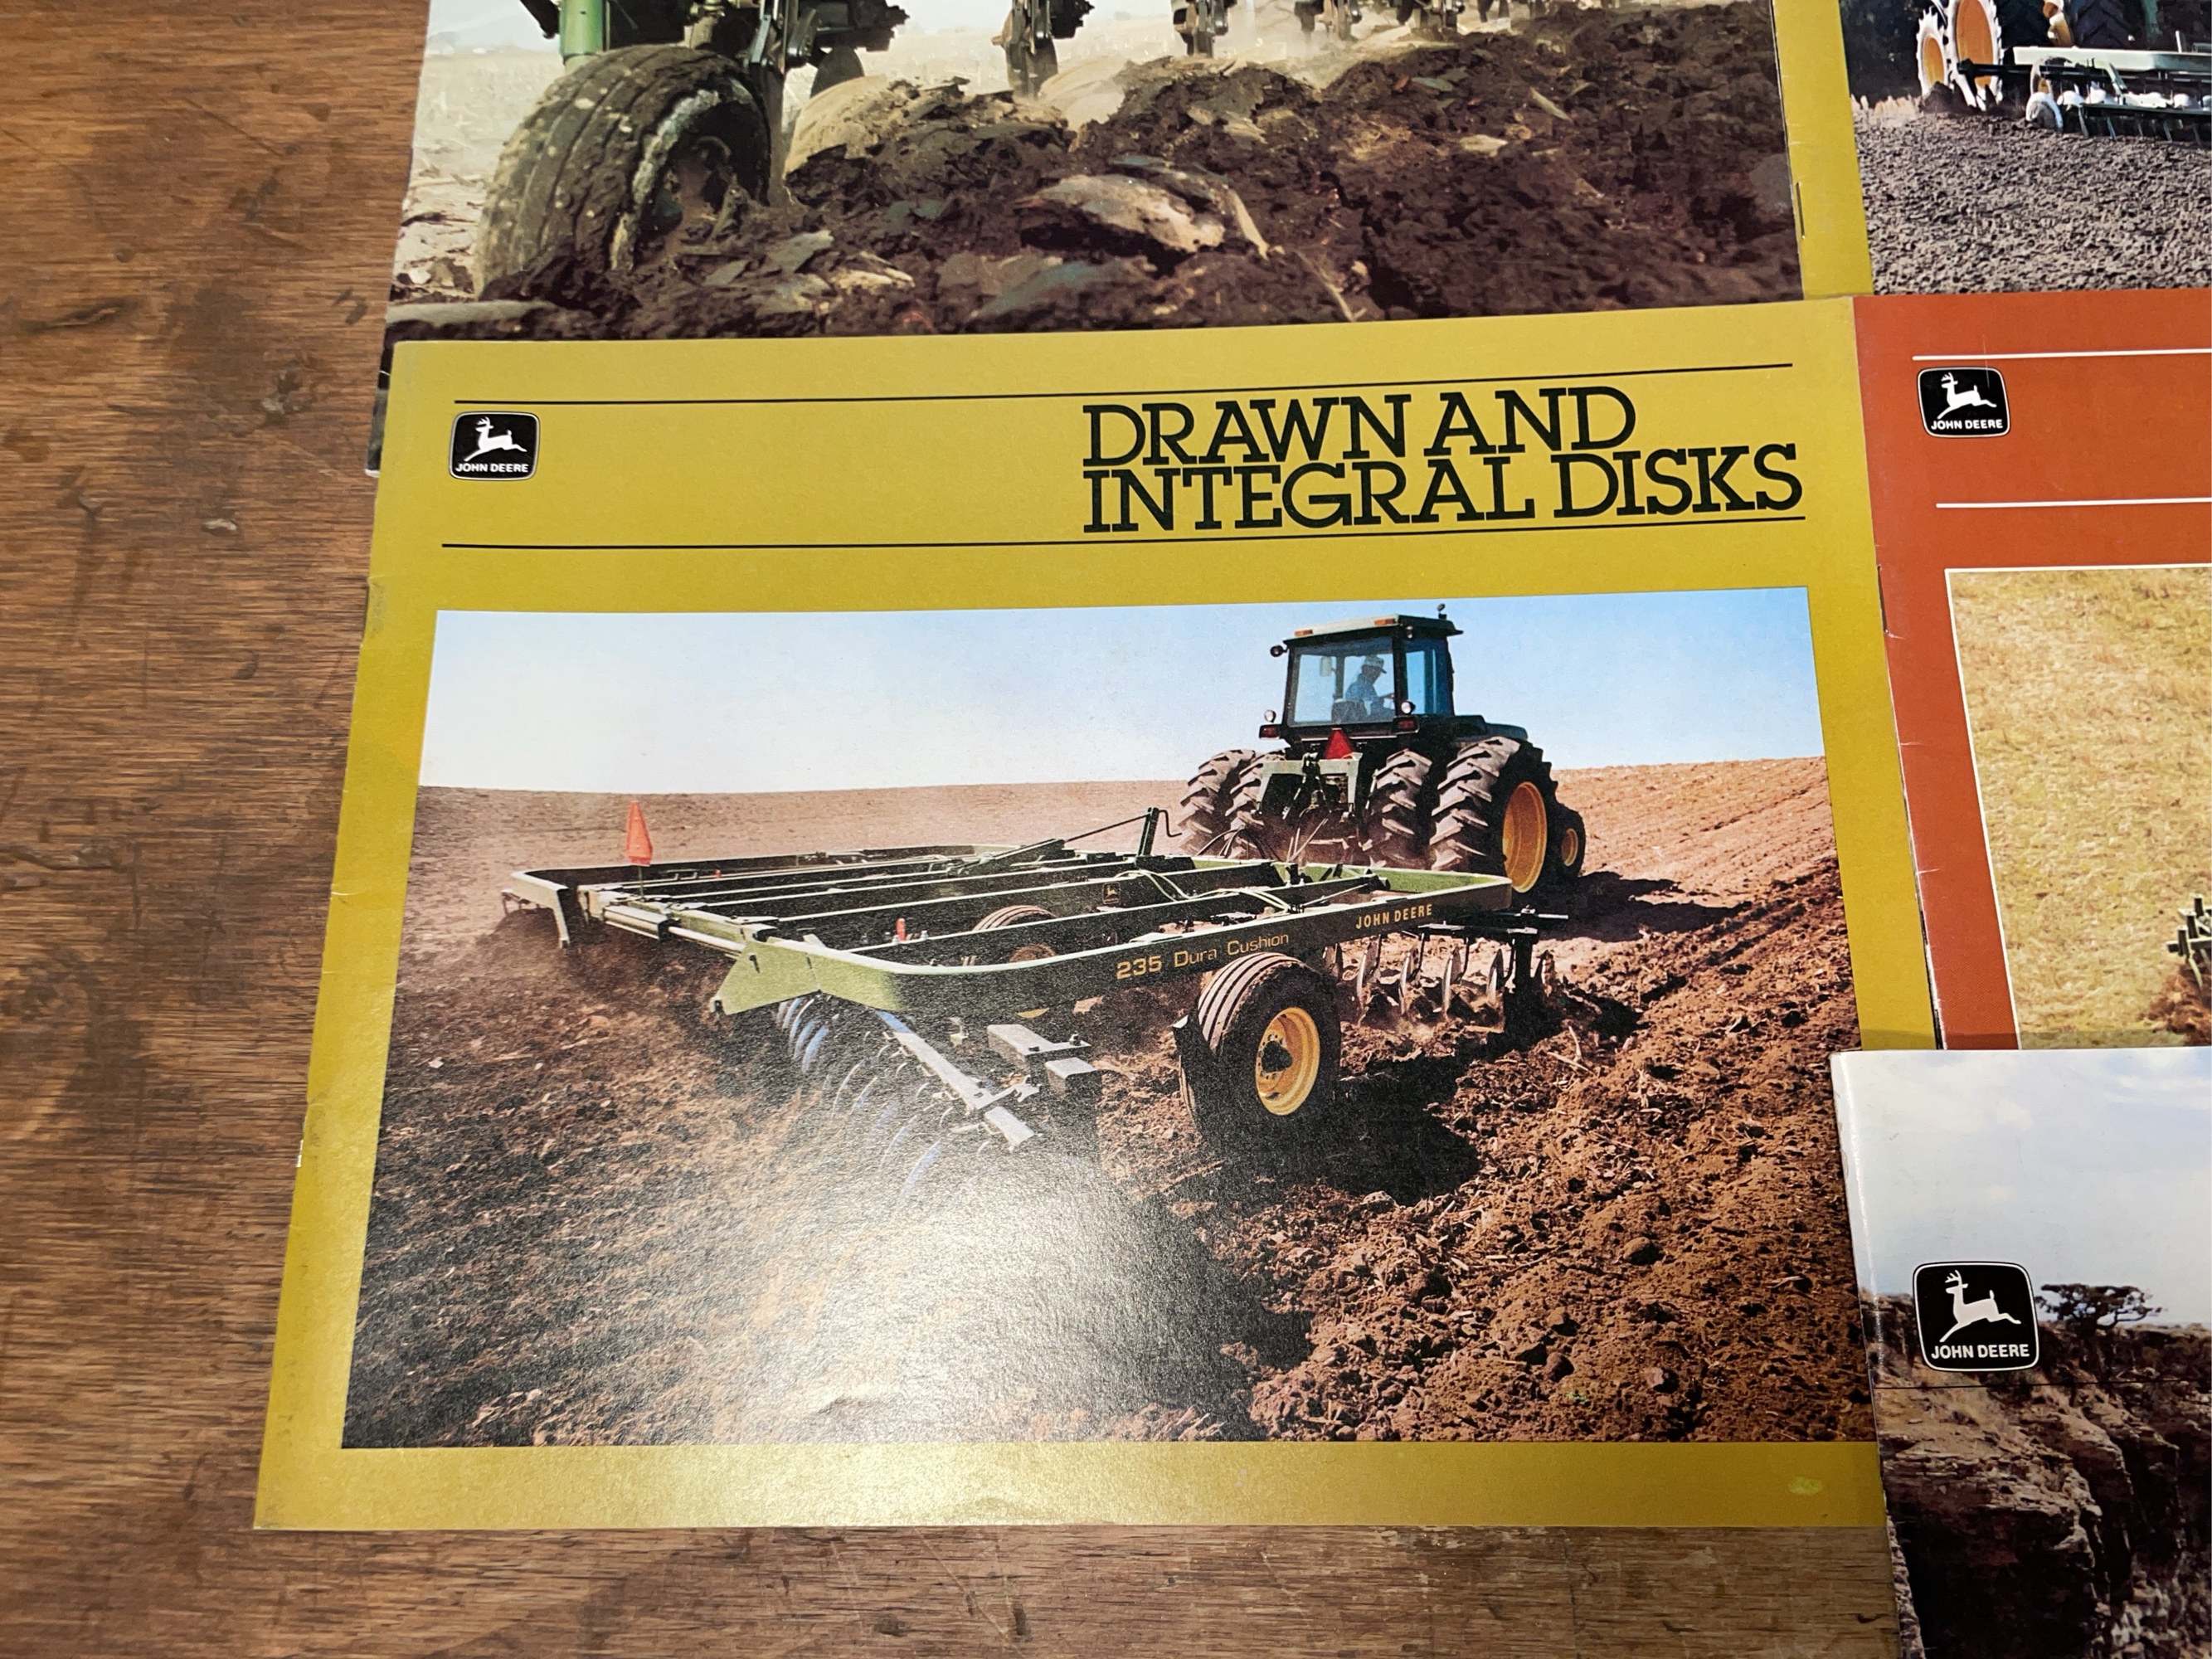 JOHN DEERE
DRAWN AND
INTEGRAL DISKS
JOHN DEERE
235 Dura Cushion
JOHN DEERE
JOHN DEERE